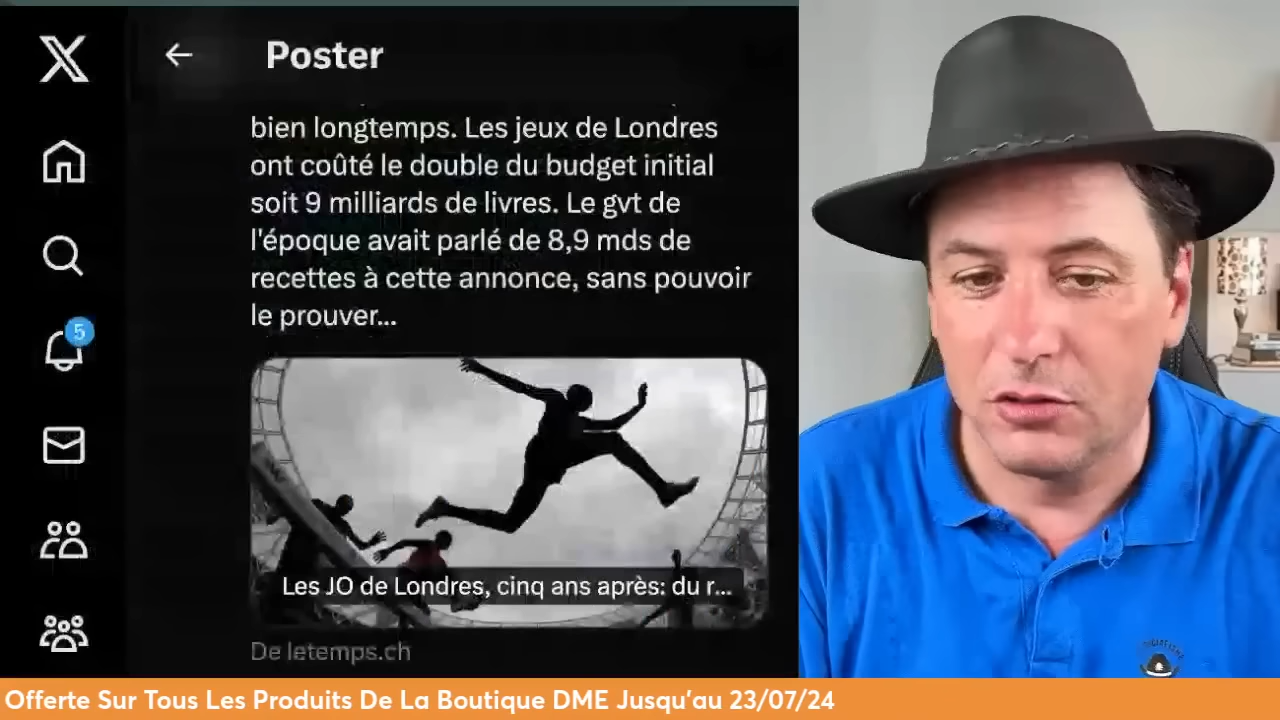 Poster
bien longtemps. Les jeux de Londres
ont coûté le double du budget initial
soit 9 milliards de livres. Le gvt de
l'époque avait parlé de 8,9 mds de
recettes à cette annonce, sans pouvoir
le prouver...
5
Les JO de Londres, cinq ans après: du r...
De letemps.ch
Offerte Sur Tous Les Produits De La Boutique DME Jusqu'au 23/07/24